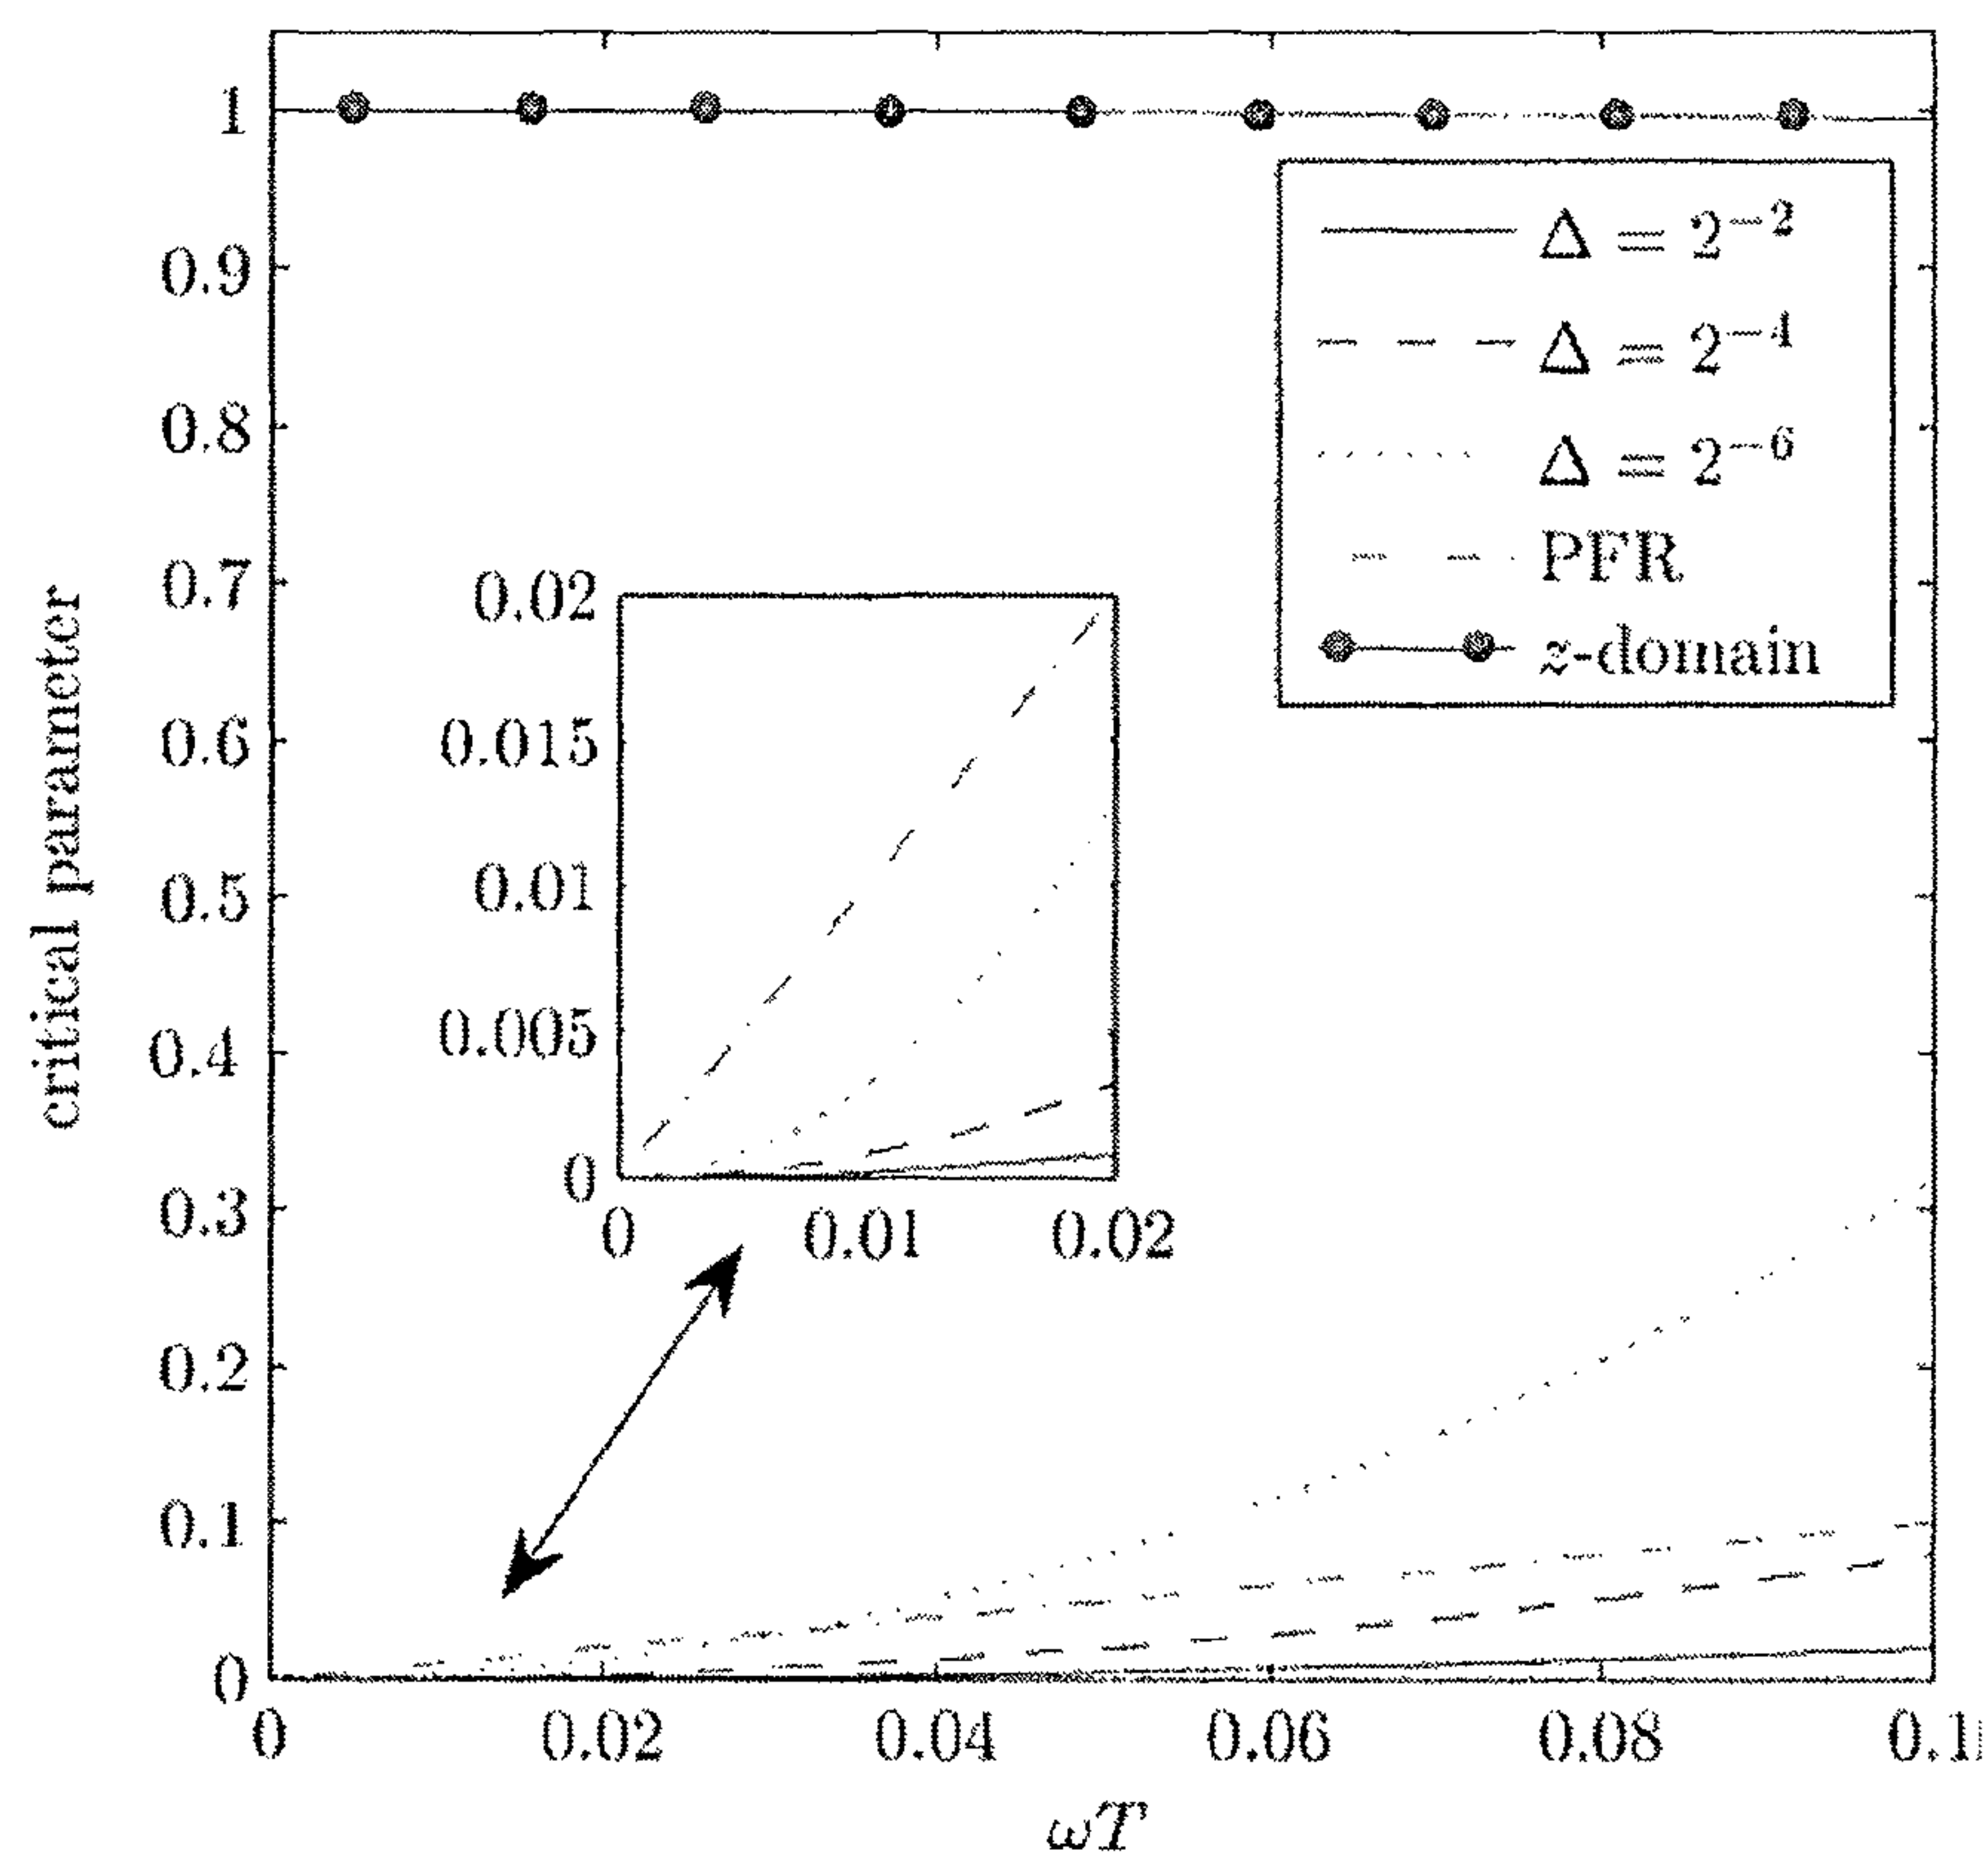 1
0.9
0.8
0.7
0.6
0.5
0.4
0.3
0.2
0.1
0
critical parameter
Δ = 2⁻²
Δ = 2⁻⁴
Δ = 2⁻⁶
PFR
z-domain
0.02
0.015
0.01
0.005
0
0 0.01 0.02
0 0.02 0.04 0.06 0.08 0.1
ωT